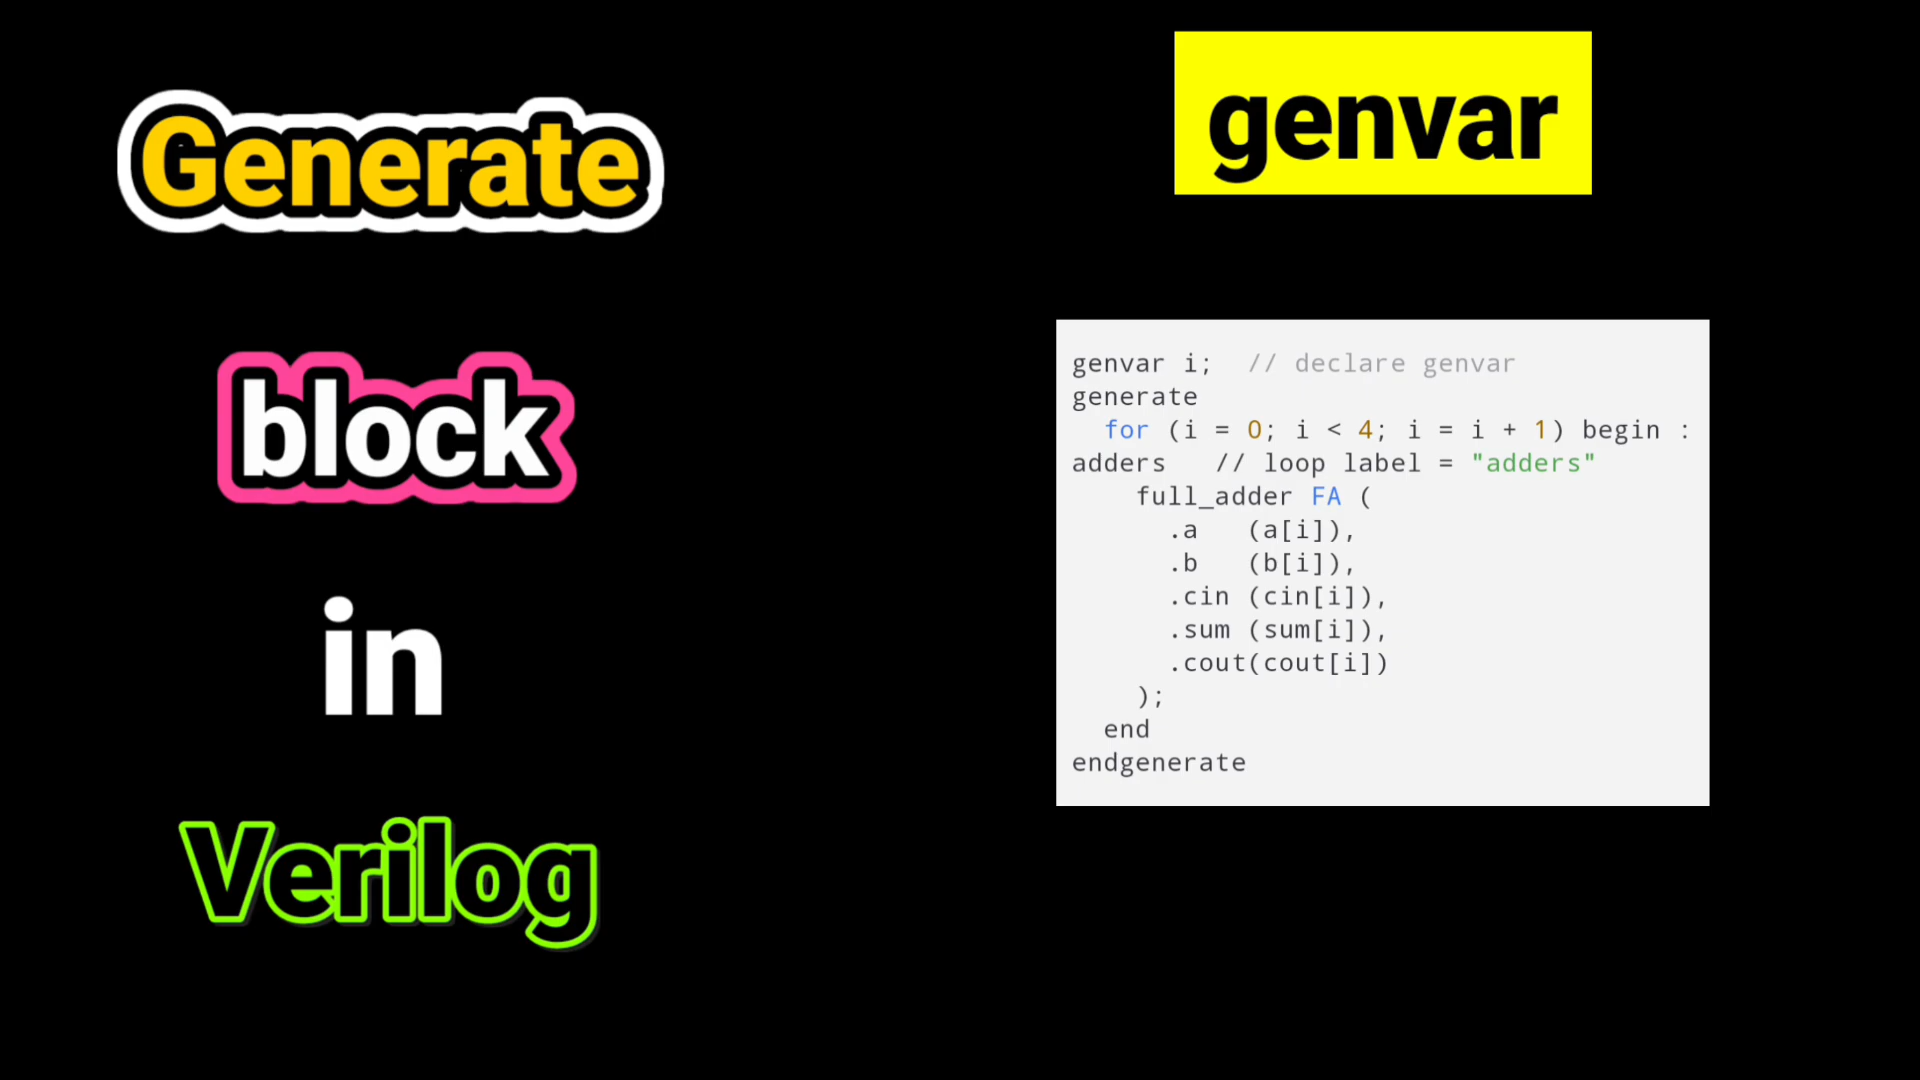 Generate
block
in
Verilog
genvar
genvar i;  // declare genvar
generate
  for (i = 0; i < 4; i = i + 1) begin :
adders   // loop label = "adders"
    full_adder FA (
      .a   (a[i]),
      .b   (b[i]),
      .cin (cin[i]),
      .sum (sum[i]),
      .cout(cout[i])
    );
  end
endgenerate